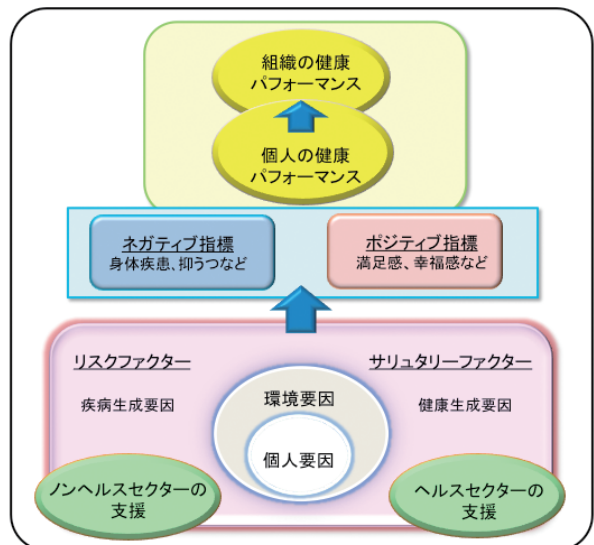 組織の健康
パフォーマンス
個人の健康
パフォーマンス
ネガティブ指標
身体疾患、抑うつなど
ポジティブ指標
満足感、幸福感など
リスクファクター
サリュタリーファクター
疾病生成要因
環境要因
健康生成要因
個人要因
ノンヘルスセクターの
支援
ヘルスセクターの
支援